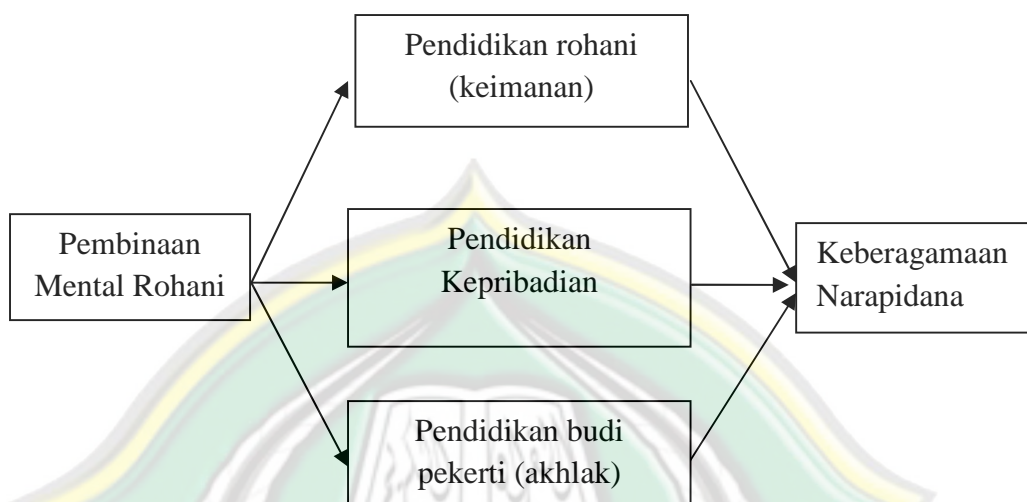 Pendidikan rohani
(keimanan)
Pembinaan
Mental Rohani
Pendidikan
Kepribadian
Keberagamaan
Narapidana
Pendidikan budi
pekerti (akhlak)